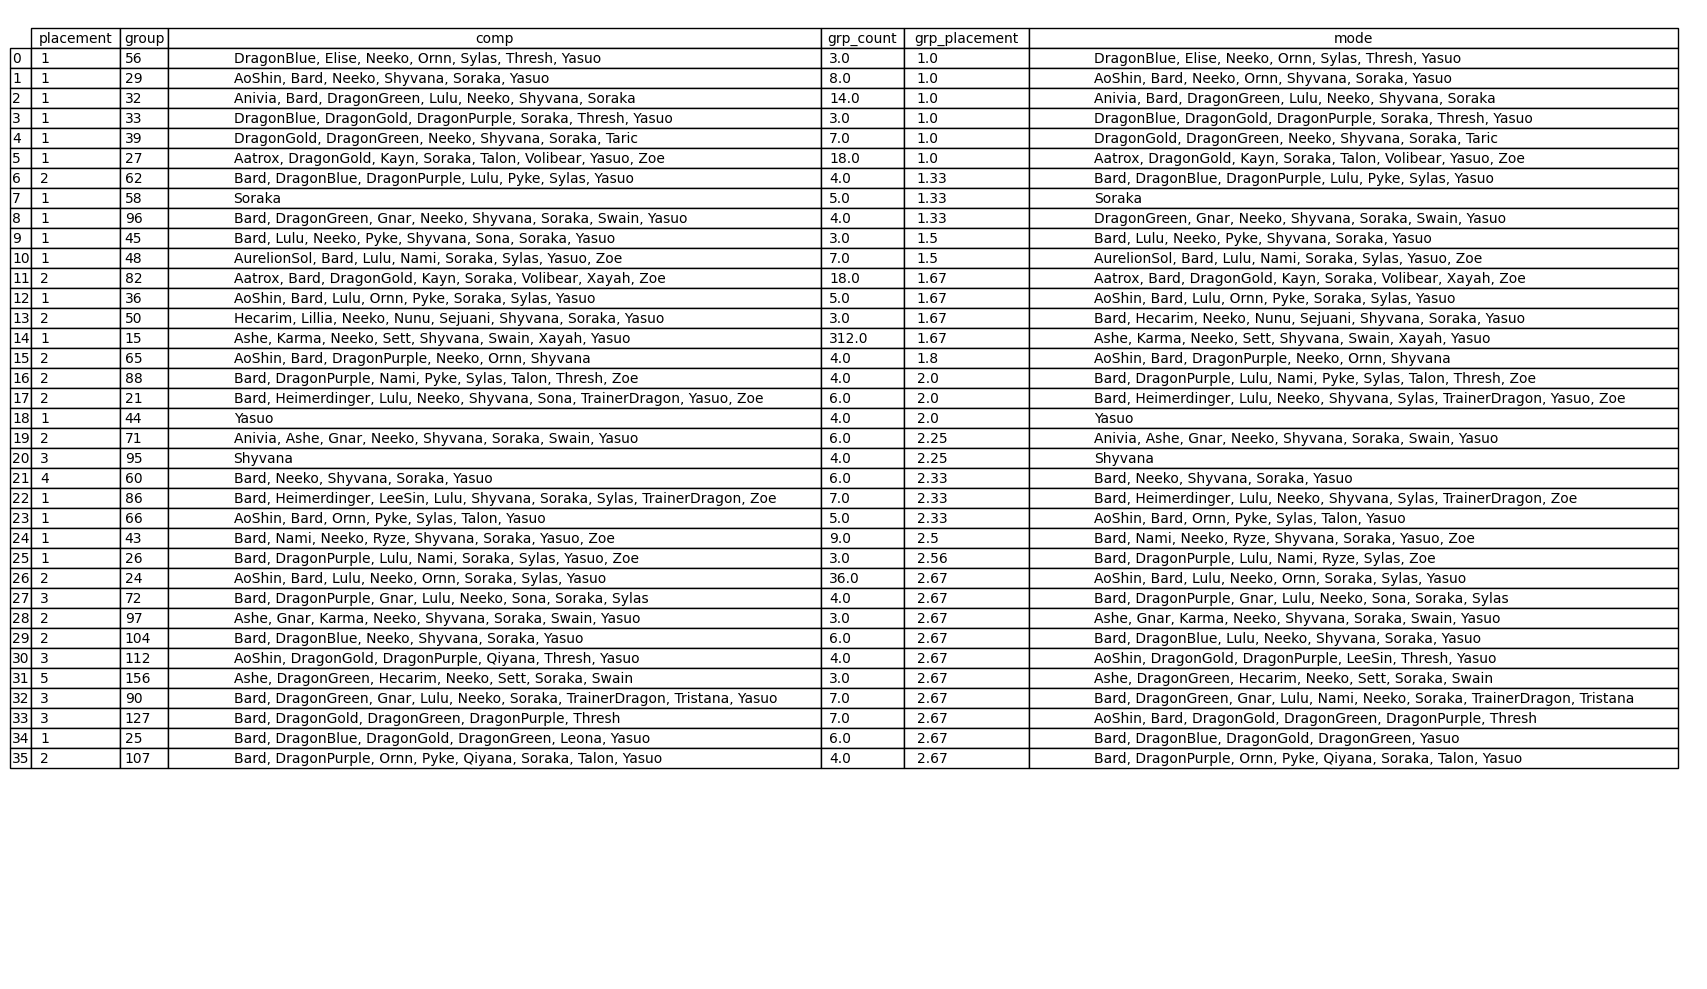 placement group comp grp_count grp_placement mode
0 1 56 DragonBlue, Elise, Neeko, Ornn, Sylas, Thresh, Yasuo 3.0 1.0 DragonBlue, Elise, Neeko, Ornn, Sylas, Thresh, Yasuo
1 1 29 AoShin, Bard, Neeko, Shyvana, Soraka, Yasuo 8.0 1.0 AoShin, Bard, Neeko, Ornn, Shyvana, Soraka, Yasuo
2 1 32 Anivia, Bard, DragonGreen, Lulu, Neeko, Shyvana, Soraka 14.0 1.0 Anivia, Bard, DragonGreen, Lulu, Neeko, Shyvana, Soraka
3 1 33 DragonBlue, DragonGold, DragonPurple, Soraka, Thresh, Yasuo 3.0 1.0 DragonBlue, DragonGold, DragonPurple, Soraka, Thresh, Yasuo
4 1 39 DragonGold, DragonGreen, Neeko, Shyvana, Soraka, Taric 7.0 1.0 DragonGold, DragonGreen, Neeko, Shyvana, Soraka, Taric
5 1 27 Aatrox, DragonGold, Kayn, Soraka, Talon, Volibear, Yasuo, Zoe 18.0 1.0 Aatrox, DragonGold, Kayn, Soraka, Talon, Volibear, Yasuo, Zoe
6 2 62 Bard, DragonBlue, DragonPurple, Lulu, Pyke, Sylas, Yasuo 4.0 1.33 Bard, DragonBlue, DragonPurple, Lulu, Pyke, Sylas, Yasuo
7 1 58 Soraka 5.0 1.33 Soraka
8 1 96 Bard, DragonGreen, Gnar, Neeko, Shyvana, Soraka, Swain, Yasuo 4.0 1.33 DragonGreen, Gnar, Neeko, Shyvana, Soraka, Swain, Yasuo
9 1 45 Bard, Lulu, Neeko, Pyke, Shyvana, Sona, Soraka, Yasuo 3.0 1.5 Bard, Lulu, Neeko, Pyke, Shyvana, Soraka, Yasuo
10 1 48 AurelionSol, Bard, Lulu, Nami, Soraka, Sylas, Yasuo, Zoe 7.0 1.5 AurelionSol, Bard, Lulu, Nami, Soraka, Sylas, Yasuo, Zoe
11 2 82 Aatrox, Bard, DragonGold, Kayn, Soraka, Volibear, Xayah, Zoe 18.0 1.67 Aatrox, Bard, DragonGold, Kayn, Soraka, Volibear, Xayah, Zoe
12 1 36 AoShin, Bard, Lulu, Ornn, Pyke, Soraka, Sylas, Yasuo 5.0 1.67 AoShin, Bard, Lulu, Ornn, Pyke, Soraka, Sylas, Yasuo
13 2 50 Hecarim, Lillia, Neeko, Nunu, Sejuani, Shyvana, Soraka, Yasuo 3.0 1.67 Bard, Hecarim, Neeko, Nunu, Sejuani, Shyvana, Soraka, Yasuo
14 1 15 Ashe, Karma, Neeko, Sett, Shyvana, Swain, Xayah, Yasuo 312.0 1.67 Ashe, Karma, Neeko, Sett, Shyvana, Swain, Xayah, Yasuo
15 2 65 AoShin, Bard, DragonPurple, Neeko, Ornn, Shyvana 4.0 1.8 AoShin, Bard, DragonPurple, Neeko, Ornn, Shyvana
16 2 88 Bard, DragonPurple, Nami, Pyke, Sylas, Talon, Thresh, Zoe 4.0 2.0 Bard, DragonPurple, Lulu, Nami, Pyke, Sylas, Talon, Thresh, Zoe
17 2 21 Bard, Heimerdinger, Lulu, Neeko, Shyvana, Sona, TrainerDragon, Yasuo, Zoe 6.0 2.0 Bard, Heimerdinger, Lulu, Neeko, Shyvana, Sylas, TrainerDragon, Yasuo, Zoe
18 1 44 Yasuo 4.0 2.0 Yasuo
19 2 71 Anivia, Ashe, Gnar, Neeko, Shyvana, Soraka, Swain, Yasuo 6.0 2.25 Anivia, Ashe, Gnar, Neeko, Shyvana, Soraka, Swain, Yasuo
20 3 95 Shyvana 4.0 2.25 Shyvana
21 4 60 Bard, Neeko, Shyvana, Soraka, Yasuo 6.0 2.33 Bard, Neeko, Shyvana, Soraka, Yasuo
22 1 86 Bard, Heimerdinger, LeeSin, Lulu, Shyvana, Soraka, Sylas, TrainerDragon, Zoe 7.0 2.33 Bard, Heimerdinger, Lulu, Neeko, Shyvana, Sylas, TrainerDragon, Zoe
23 1 66 AoShin, Bard, Ornn, Pyke, Sylas, Talon, Yasuo 5.0 2.33 AoShin, Bard, Ornn, Pyke, Sylas, Talon, Yasuo
24 1 43 Bard, Nami, Neeko, Ryze, Shyvana, Soraka, Yasuo, Zoe 9.0 2.5 Bard, Nami, Neeko, Ryze, Shyvana, Soraka, Yasuo, Zoe
25 1 26 Bard, DragonPurple, Lulu, Nami, Soraka, Sylas, Yasuo, Zoe 3.0 2.56 Bard, DragonPurple, Lulu, Nami, Ryze, Sylas, Zoe
26 2 24 AoShin, Bard, Lulu, Neeko, Ornn, Soraka, Sylas, Yasuo 36.0 2.67 AoShin, Bard, Lulu, Neeko, Ornn, Soraka, Sylas, Yasuo
27 3 72 Bard, DragonPurple, Gnar, Lulu, Neeko, Sona, Soraka, Sylas 4.0 2.67 Bard, DragonPurple, Gnar, Lulu, Neeko, Sona, Soraka, Sylas
28 2 97 Ashe, Gnar, Karma, Neeko, Shyvana, Soraka, Swain, Yasuo 3.0 2.67 Ashe, Gnar, Karma, Neeko, Shyvana, Soraka, Swain, Yasuo
29 2 104 Bard, DragonBlue, Neeko, Shyvana, Soraka, Yasuo 6.0 2.67 Bard, DragonBlue, Lulu, Neeko, Shyvana, Soraka, Yasuo
30 3 112 AoShin, DragonGold, DragonPurple, Qiyana, Thresh, Yasuo 4.0 2.67 AoShin, DragonGold, DragonPurple, LeeSin, Thresh, Yasuo
31 5 156 Ashe, DragonGreen, Hecarim, Neeko, Sett, Soraka, Swain 3.0 2.67 Ashe, DragonGreen, Hecarim, Neeko, Sett, Soraka, Swain
32 3 90 Bard, DragonGreen, Gnar, Lulu, Neeko, Soraka, TrainerDragon, Tristana, Yasuo 7.0 2.67 Bard, DragonGreen, Gnar, Lulu, Nami, Neeko, Soraka, TrainerDragon, Tristana
33 3 127 Bard, DragonGold, DragonGreen, DragonPurple, Thresh 7.0 2.67 AoShin, Bard, DragonGold, DragonGreen, DragonPurple, Thresh
34 1 25 Bard, DragonBlue, DragonGold, DragonGreen, Leona, Yasuo 6.0 2.67 Bard, DragonBlue, DragonGold, DragonGreen, Yasuo
35 2 107 Bard, DragonPurple, Ornn, Pyke, Qiyana, Soraka, Talon, Yasuo 4.0 2.67 Bard, DragonPurple, Ornn, Pyke, Qiyana, Soraka, Talon, Yasuo